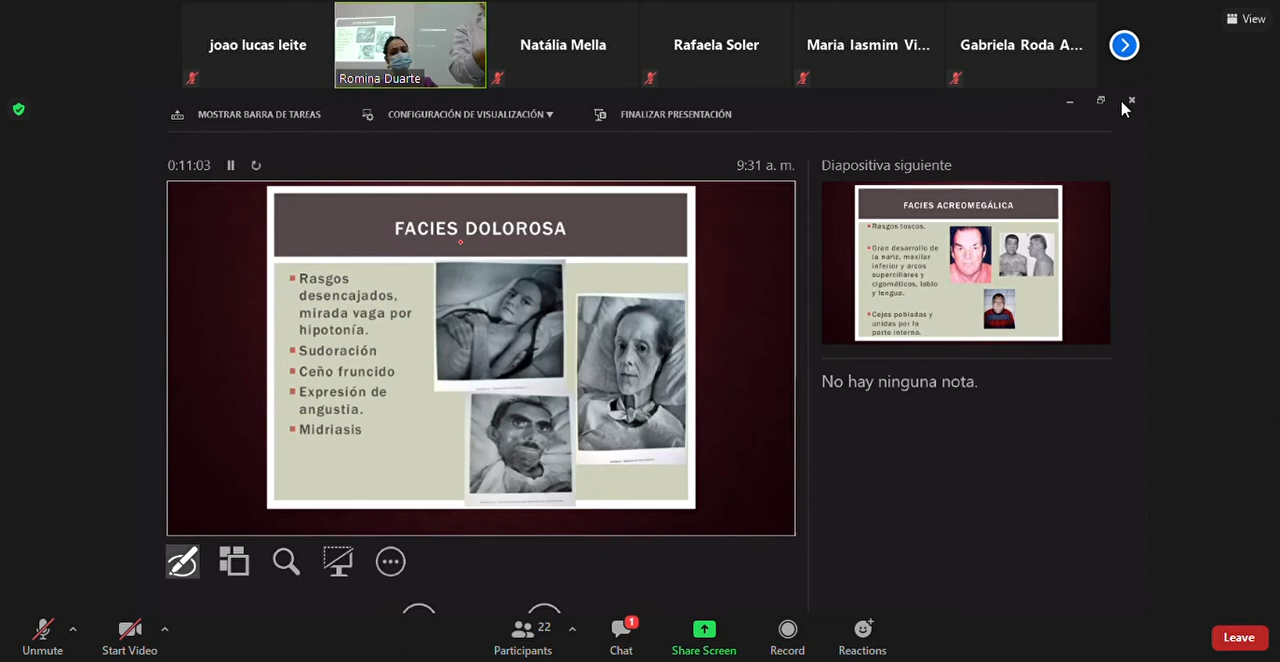 joao lucas leite
Romina Duarte
Natália Mella
Rafaela Soler
Maria Iasmim Vi...
Gabriela Roda A...
View
MOSTRAR BARRA DE TAREAS
CONFIGURACIÓN DE VISUALIZACIÓN ▼
FINALIZAR PRESENTACIÓN
0:11:03
9:31 a. m.
Diapositiva siguiente
FACIES DOLOROSA
Rasgos
desencajados,
mirada vaga por
hipotonía.
Sudoración
Ceño fruncido
Expresión de
angustia.
Midriasis
FACIES ACREOMEGÁLICA
Rasgos toscos.
Gran desarrollo de
la nariz, maxilar
inferior y arcos
superciliares y
cigomáticos, labio
y lengua.
Cejas pobladas y
unidas por la
parte interna.
No hay ninguna nota.
Unmute
Start Video
22
Participants
1
Chat
Share Screen
Record
Reactions
Leave